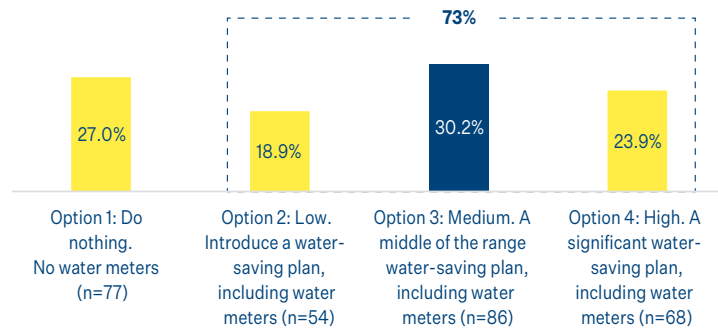 73%
27.0%
18.9%
30.2%
23.9%
Option 1: Do
nothing.
No water meters
(n=77)
Option 2: Low.
Introduce a water-
saving plan,
including water
meters (n=54)
Option 3: Medium. A
middle of the range
water-saving plan,
including water
meters (n=86)
Option 4: High. A
significant water-
saving plan,
including water
meters (n=68)